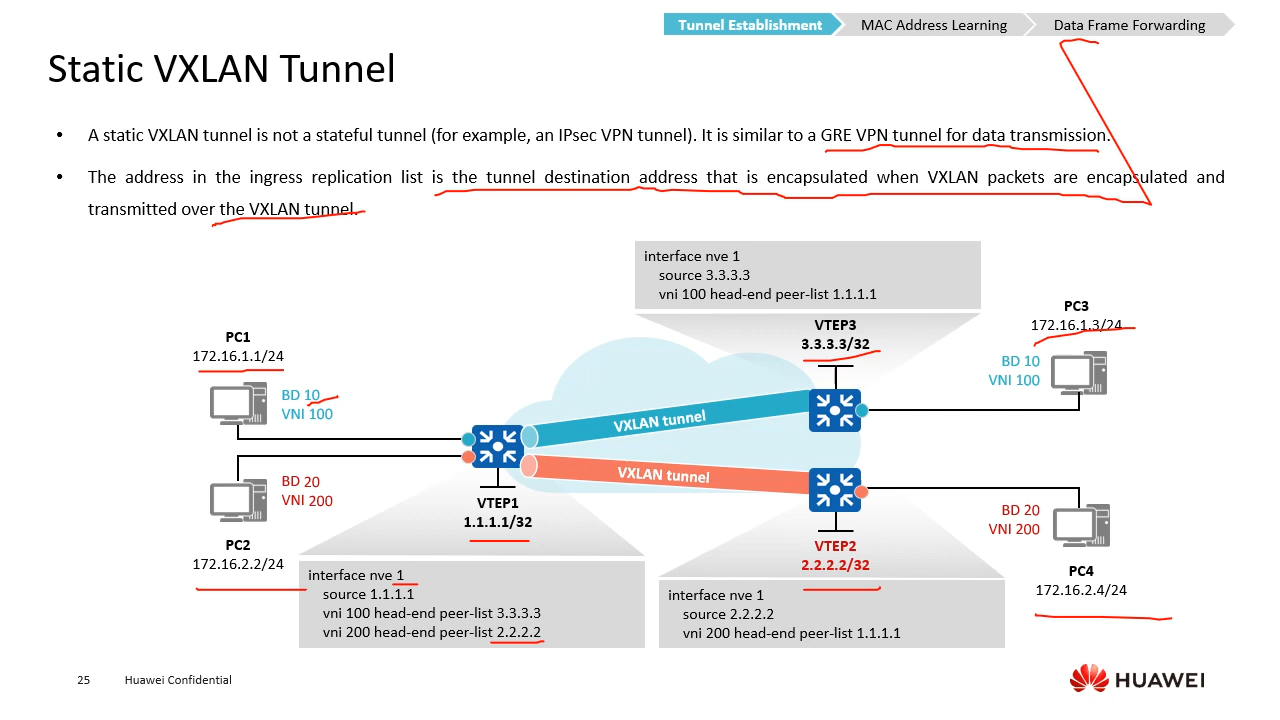 Tunnel Establishment
MAC Address Learning
Data Frame Forwarding
Static VXLAN Tunnel
• A static VXLAN tunnel is not a stateful tunnel (for example, an IPsec VPN tunnel). It is similar to a GRE VPN tunnel for data transmission.
• The address in the ingress replication list is the tunnel destination address that is encapsulated when VXLAN packets are encapsulated and
transmitted over the VXLAN tunnel.
interface nve 1
source 3.3.3.3
vni 100 head-end peer-list 1.1.1.1
PC1
172.16.1.1/24
BD 10
VNI 100
VTEP3
3.3.3.3/32
PC3
172.16.1.3/24
BD 10
VNI 100
VXLAN tunnel
VXLAN tunnel
BD 20
VNI 200
PC2
172.16.2.2/24
VTEP1
1.1.1.1/32
BD 20
VNI 200
VTEP2
2.2.2.2/32
PC4
172.16.2.4/24
interface nve 1
source 1.1.1.1
vni 100 head-end peer-list 3.3.3.3
vni 200 head-end peer-list 2.2.2.2
interface nve 1
source 2.2.2.2
vni 200 head-end peer-list 1.1.1.1
25
Huawei Confidential
HUAWEI